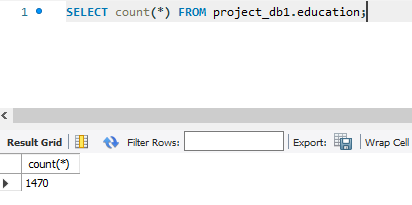 1 SELECT count(*) FROM project_db1.education;
Result Grid Filter Rows: Export: Wrap Cell
count(*)
1470